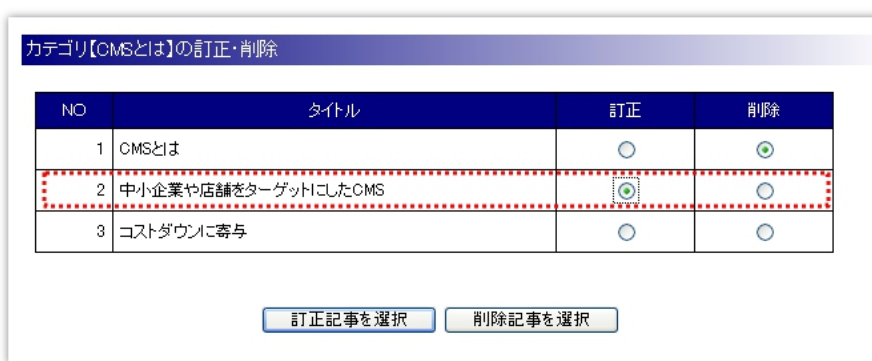 カテゴリ【CMSとは】の訂正・削除
NO タイトル 訂正 削除
1 CMSとは
2 中小企業や店舗をターゲットにしたCMS
3 コストダウンに寄与
訂正記事を選択 削除記事を選択